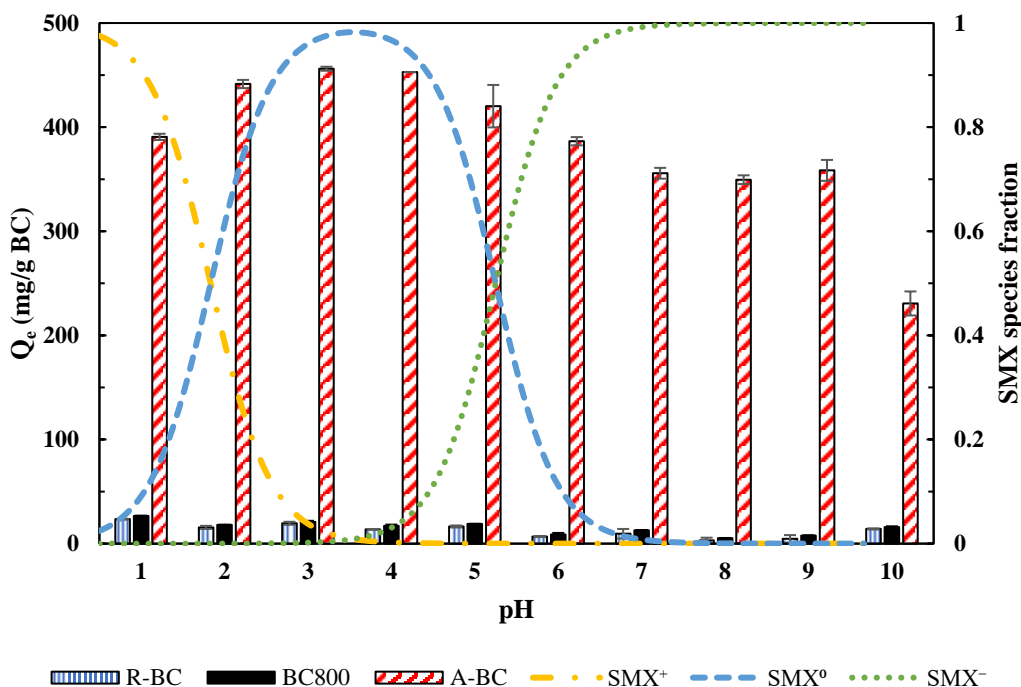 500
400
300
200
100
0
Qₑ (mg/g BC)
1
0.8
0.6
0.4
0.2
0
SMX species fraction
1 2 3 4 5 6 7 8 9 10
pH
R-BC BC800 A-BC SMX⁺ SMX⁰ SMX⁻